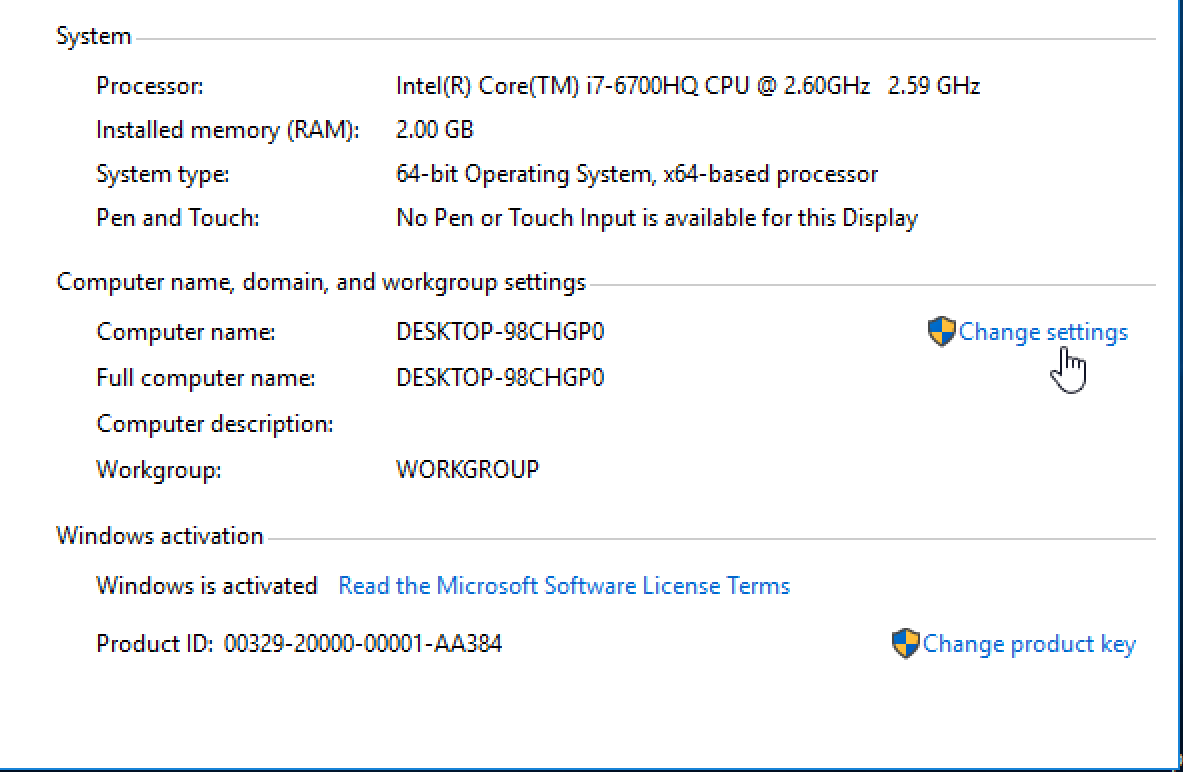 System
Processor: Intel(R) Core(TM) i7-6700HQ CPU @ 2.60GHz 2.59 GHz
Installed memory (RAM): 2.00 GB
System type: 64-bit Operating System, x64-based processor
Pen and Touch: No Pen or Touch Input is available for this Display
Computer name, domain, and workgroup settings
Computer name: DESKTOP-98CHGP0 Change settings
Full computer name: DESKTOP-98CHGP0
Computer description:
Workgroup: WORKGROUP
Windows activation
Windows is activated Read the Microsoft Software License Terms
Product ID: 00329-20000-00001-AA384 Change product key